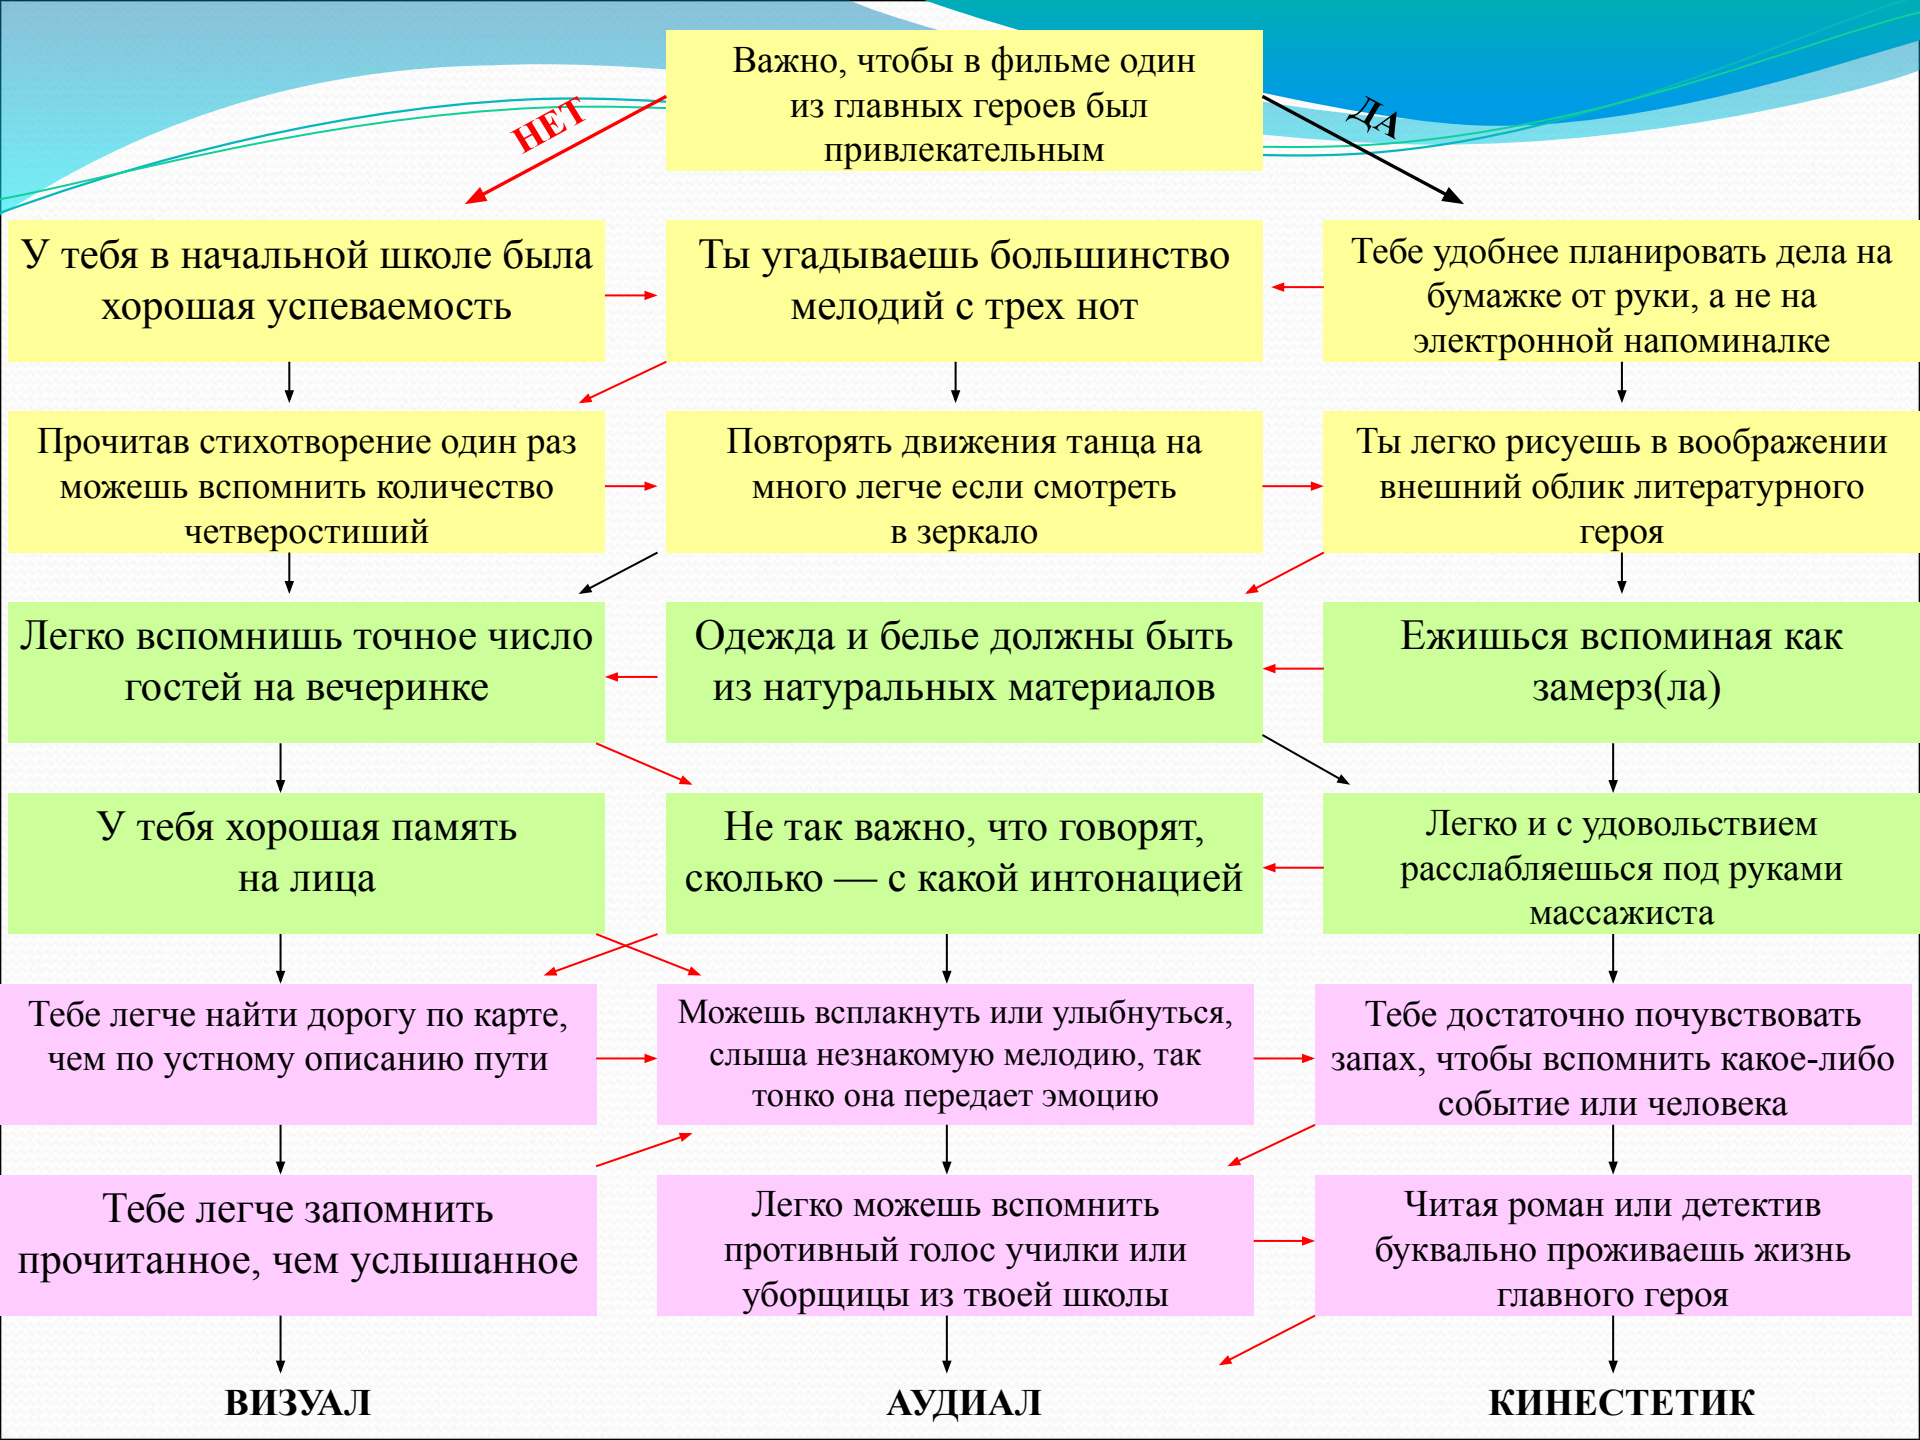 Важно, чтобы в фильме один
из главных героев был
привлекательным
НЕТ
ДА
У тебя в начальной школе была
хорошая успеваемость
Ты угадываешь большинство
мелодий с трех нот
Тебе удобнее планировать дела на
бумажке от руки, а не на
электронной напоминалке
Прочитав стихотворение один раз
можешь вспомнить количество
четверостиший
Повторять движения танца на
много легче если смотреть
в зеркало
Ты легко рисуешь в воображении
внешний облик литературного
героя
Легко вспомнишь точное число
гостей на вечеринке
Одежда и белье должны быть
из натуральных материалов
Ежишься вспоминая как
замерз(ла)
У тебя хорошая память
на лица
Не так важно, что говорят,
сколько — с какой интонацией
Легко и с удовольствием
расслабляешься под руками
массажиста
Тебе легче найти дорогу по карте,
чем по устному описанию пути
Можешь всплакнуть или улыбнуться,
слыша незнакомую мелодию, так
тонко она передает эмоцию
Тебе достаточно почувствовать
запах, чтобы вспомнить какое-либо
событие или человека
Тебе легче запомнить
прочитанное, чем услышанное
Легко можешь вспомнить
противный голос училки или
уборщицы из твоей школы
Читая роман или детектив
буквально проживаешь жизнь
главного героя
ВИЗУАЛ
АУДИАЛ
КИНЕСТЕТИК